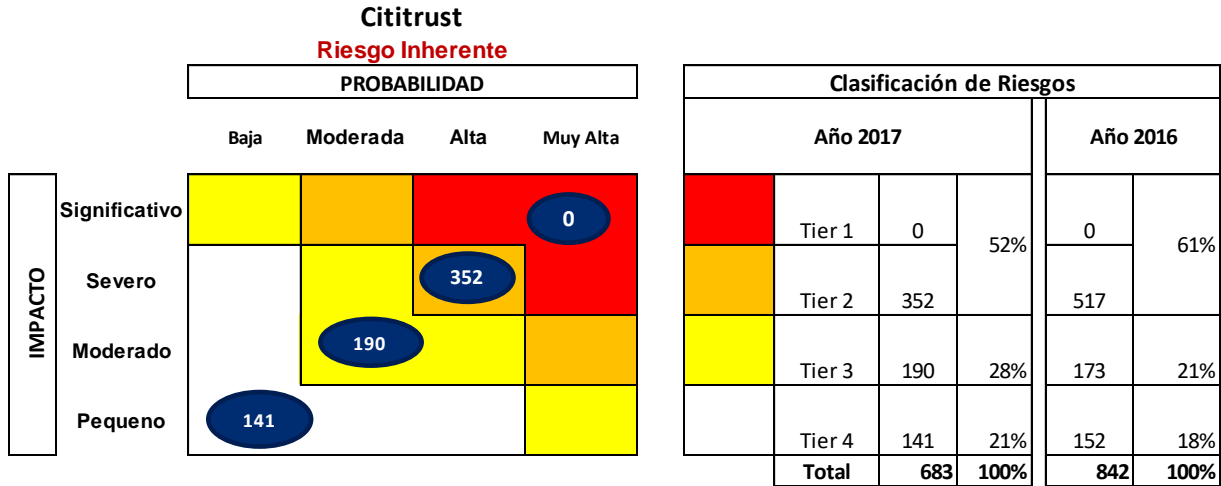 Cititrust
Riesgo Inherente
PROBABILIDAD
Baja Moderada Alta Muy Alta
IMPACTO
Significativo 0
Severo 352
Moderado 190
Pequeno 141
Clasificación de Riesgos
Año 2017 Año 2016
Tier 1 0 52% 0 61%
Tier 2 352 517
Tier 3 190 28% 173 21%
Tier 4 141 21% 152 18%
Total 683 100% 842 100%